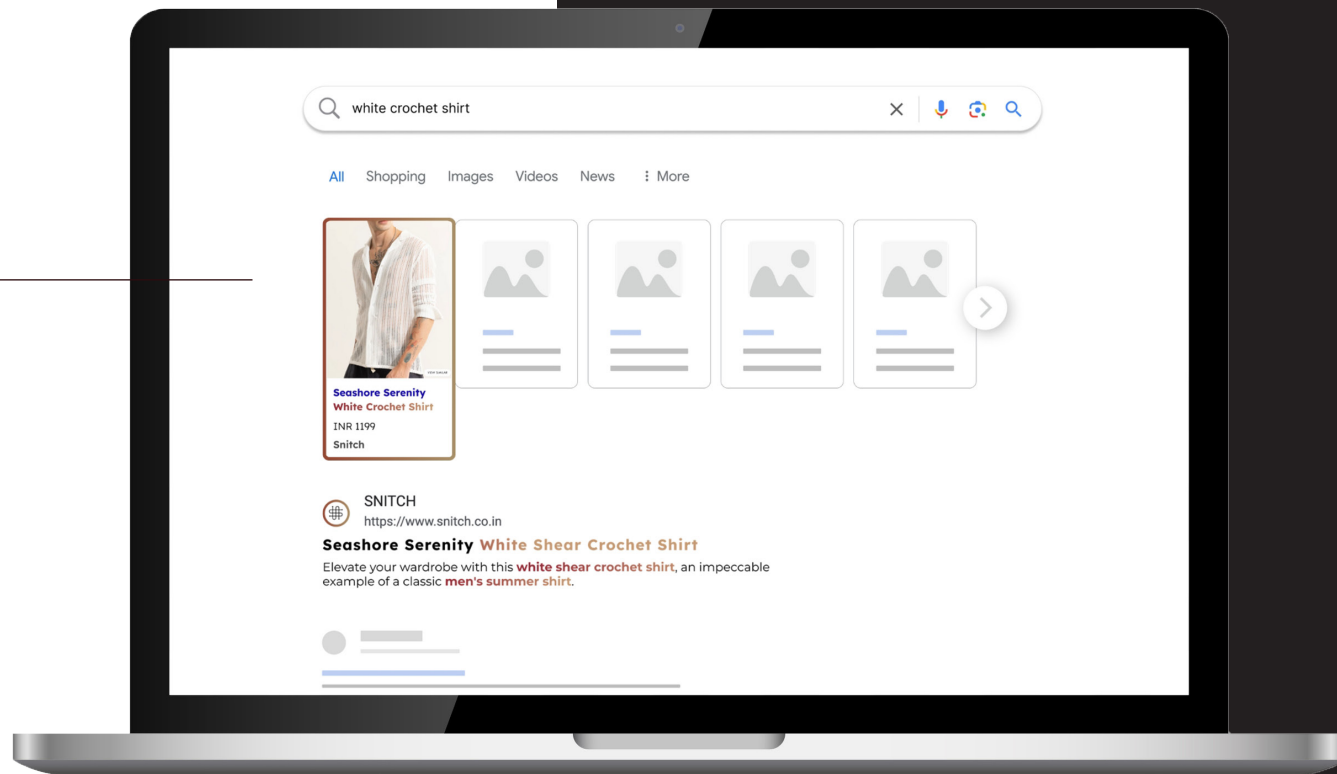 white crochet shirt
All Shopping Images Videos News More
Seashore Serenity
White Crochet Shirt
INR 1199
Snitch
SNITCH
https://www.snitch.co.in
Seashore Serenity White Shear Crochet Shirt
Elevate your wardrobe with this white shear crochet shirt, an impeccable
example of a classic men's summer shirt.